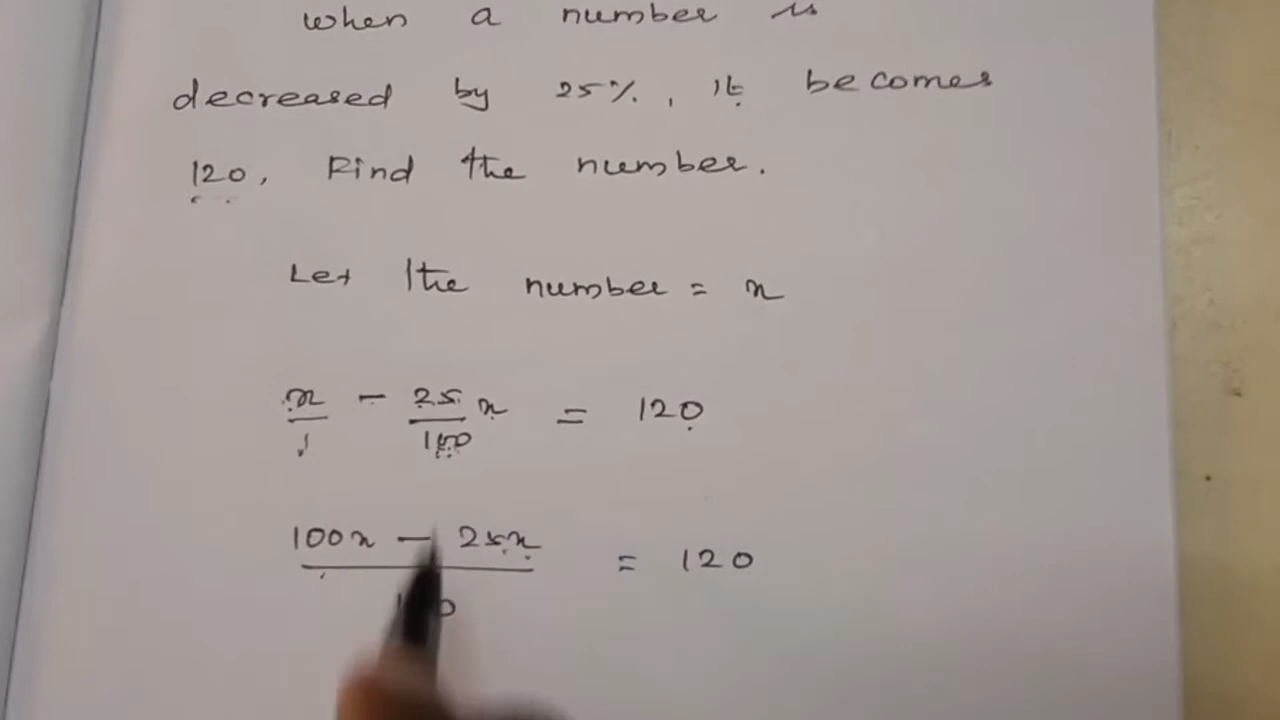 when a number is
decreased by 25%, it becomes
120, Find the number.
Let the number = x
x/1 - 25/100 x = 120
100x - 25x / 100 = 120